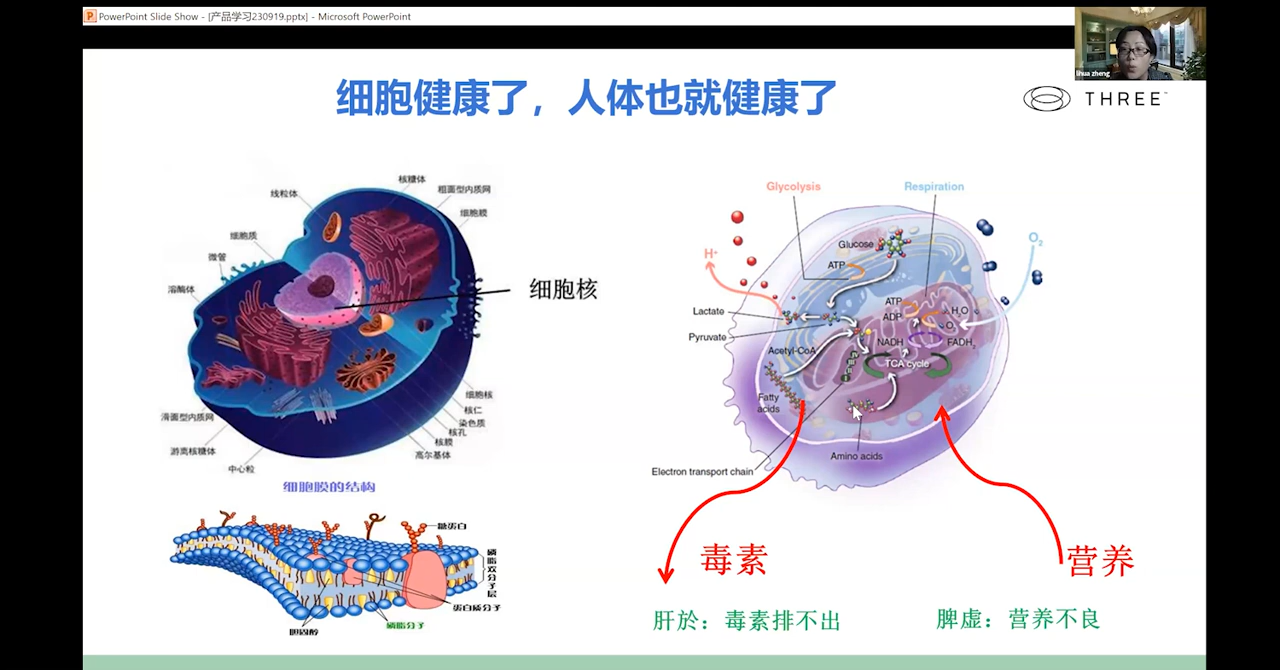 PowerPoint Slide Show - [产品学习230919.pptx] - Microsoft PowerPoint
lihua zheng
细胞健康了，人体也就健康了
THREE
核糖体
线粒体
粗面型内质网
细胞膜
细胞质
微管
溶酶体
细胞核
细胞核
核仁
染色质
核孔
核膜
高尔基体
滑面型内质网
游离核糖体
中心粒
细胞膜的结构
糖蛋白
磷脂双分子层
蛋白质分子
磷脂分子
胆固醇
Glycolysis
Respiration
Glucose
ATP
H+
O2
Lactate
Pyruvate
ATP
ADP
H2O
O2
NADH
FADH2
Acetyl-CoA
TCA cycle
Fatty
acids
Amino acids
Electron transport chain
毒素
营养
肝於：毒素排不出
脾虚：营养不良